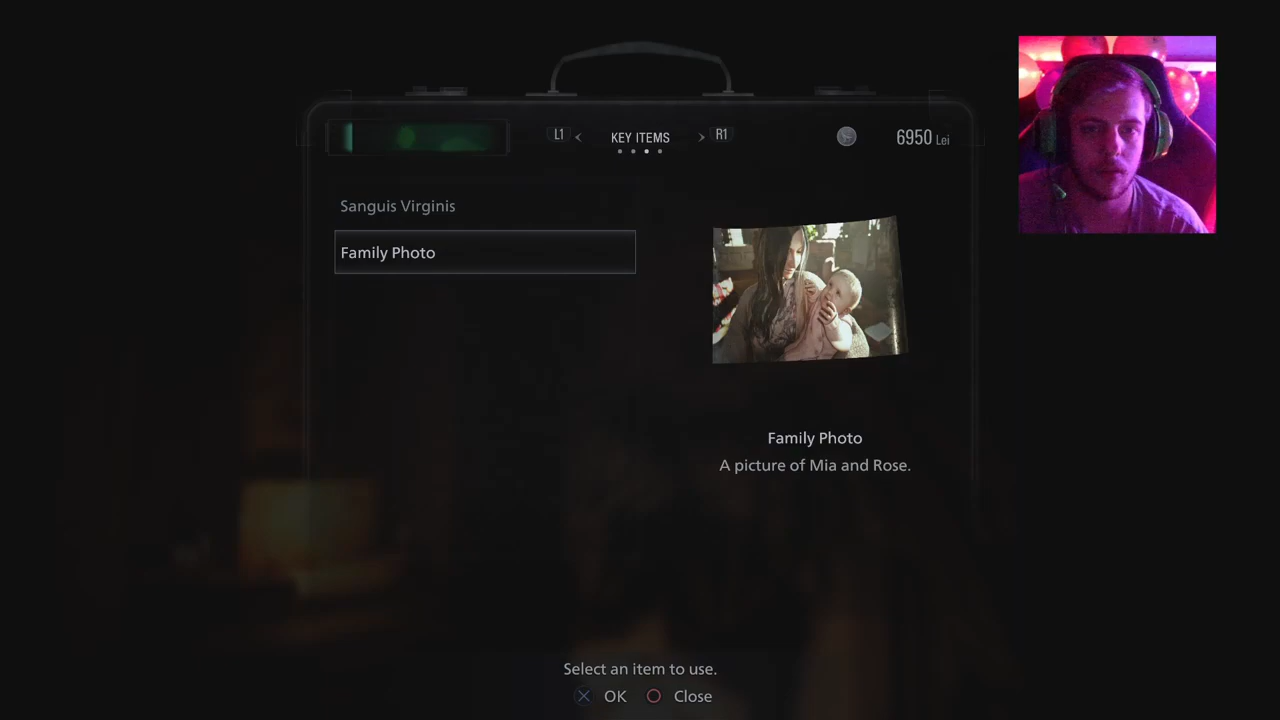 L1 < KEY ITEMS > R1
6950 Lei
Sanguis Virginis
Family Photo
Family Photo
A picture of Mia and Rose.
Select an item to use.
OK Close